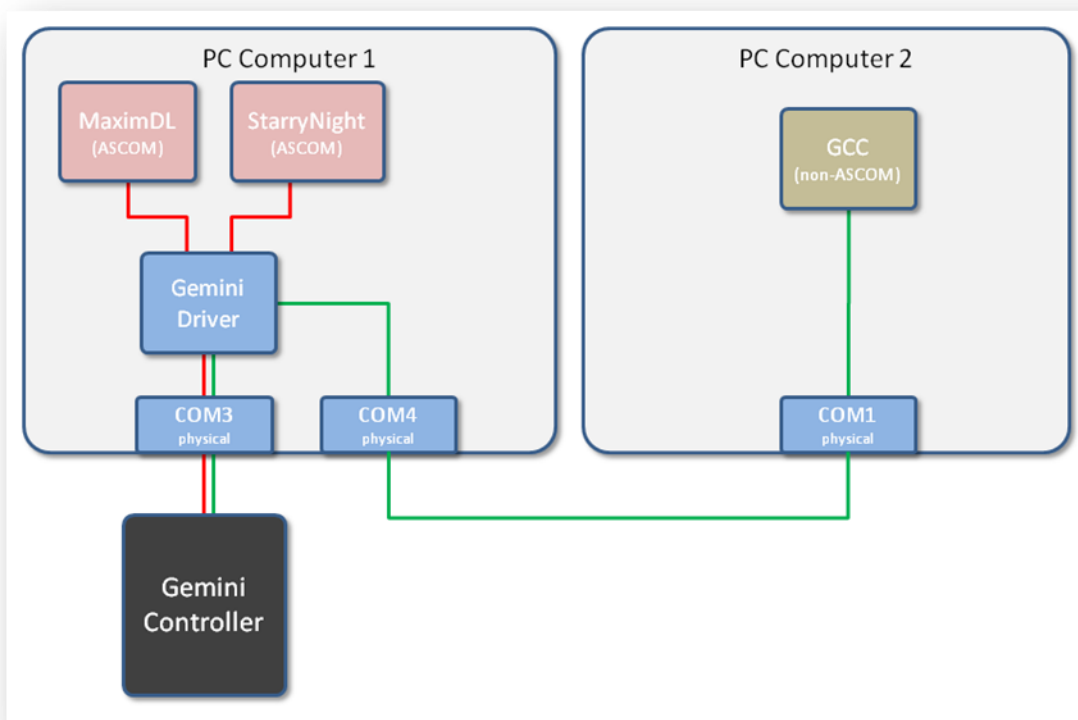 PC Computer 1
PC Computer 2
MaximDL
(ASCOM)
StarryNight
(ASCOM)
GCC
(non-ASCOM)
Gemini
Driver
COM3
physical
COM4
physical
COM1
physical
Gemini
Controller